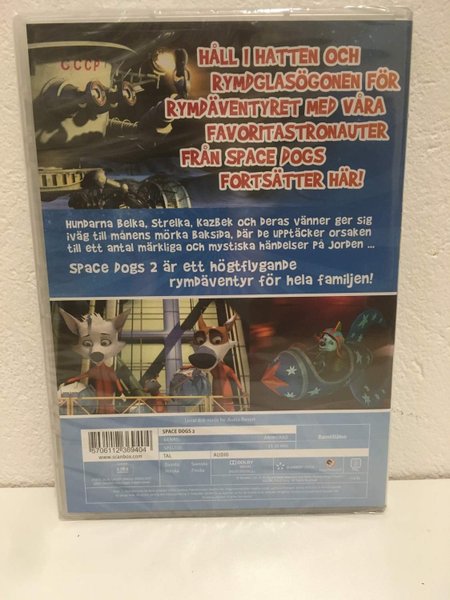 CCCP
HÅLL I HATTEN OCH
RYMDGLASÖGONEN FÖR
RYMDÄVENTYRET MED VÅRA
FAVORITASTRONAUTER
FRÅN SPACE DOGS
FORTSÄTTER HÄR!
HUNDARNA BELKA, STRELKA, KAZBEK OCH DERAS VÄNNER GER SIG
IVÄG TILL MÅNENS MÖRKA BAKSIDA, DÄR DE UPPTÄCKER ORSAKEN
TILL ETT ANTAL MÄRKLIGA OCH MYSTISKA HÄNDELSER PÅ JORDEN ...
SPACE DOGS 2 ÄR ETT HÖGTFLYGANDE
RYMDÄVENTYR FÖR HELA FAMILJEN!
SPACE DOGS 2
Barntillåten
TAL
AUDIO
Svenska
DOLBY
5706112369404
www.scanbox.com